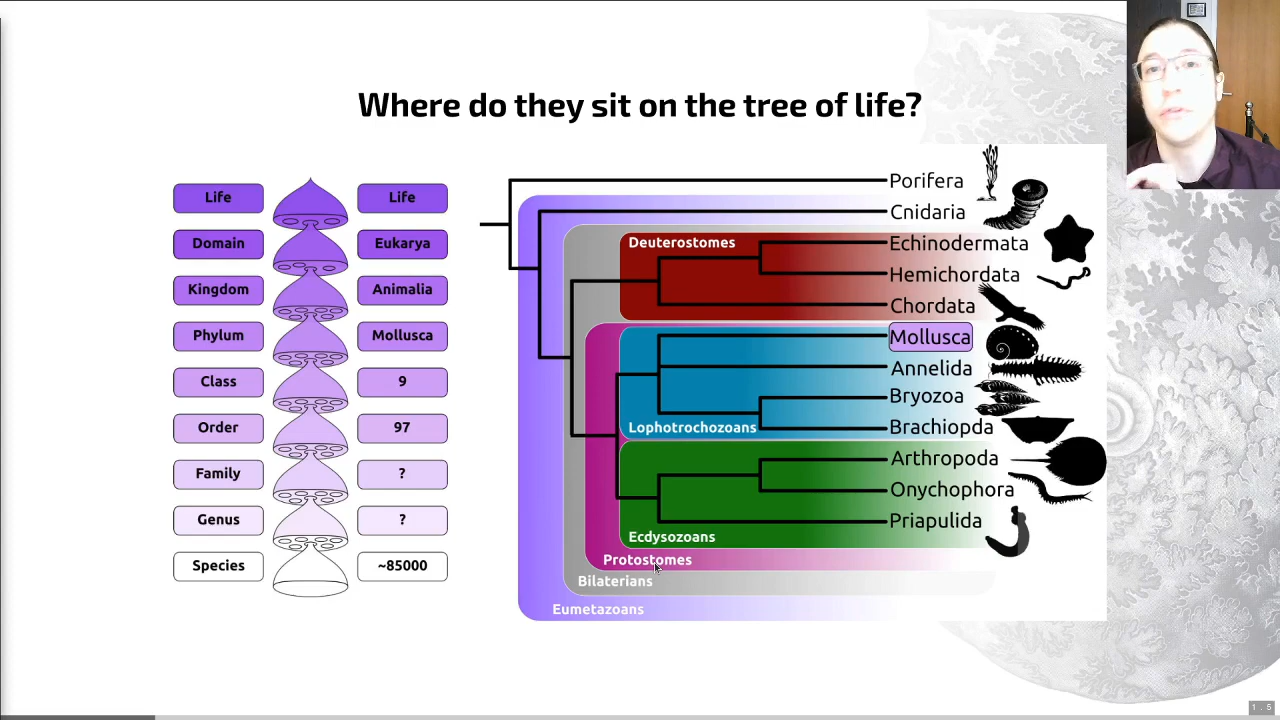 Where do they sit on the tree of life?
Life
Life
Domain
Eukarya
Kingdom
Animalia
Phylum
Mollusca
Class
9
Order
97
Family
?
Genus
?
Species
~85000
Porifera
Cnidaria
Deuterostomes
Echinodermata
Hemichordata
Chordata
Mollusca
Annelida
Bryozoa
Lophotrochozoans
Brachiopda
Arthropoda
Onychophora
Priapulida
Ecdysozoans
Protostomes
Bilaterians
Eumetazoans
1 . 5